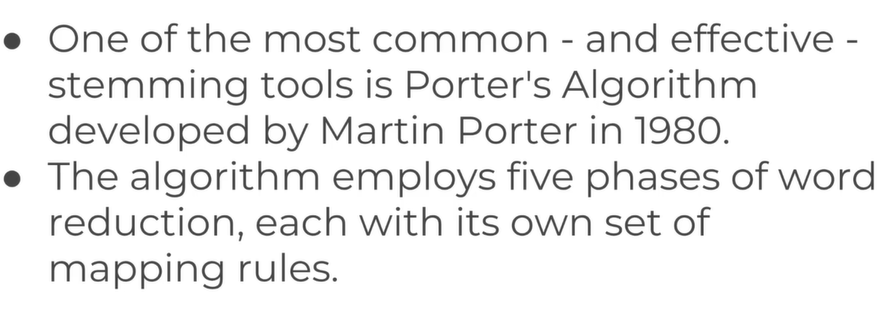 ● One of the most common - and effective -
stemming tools is Porter's Algorithm
developed by Martin Porter in 1980.
● The algorithm employs five phases of word
reduction, each with its own set of
mapping rules.